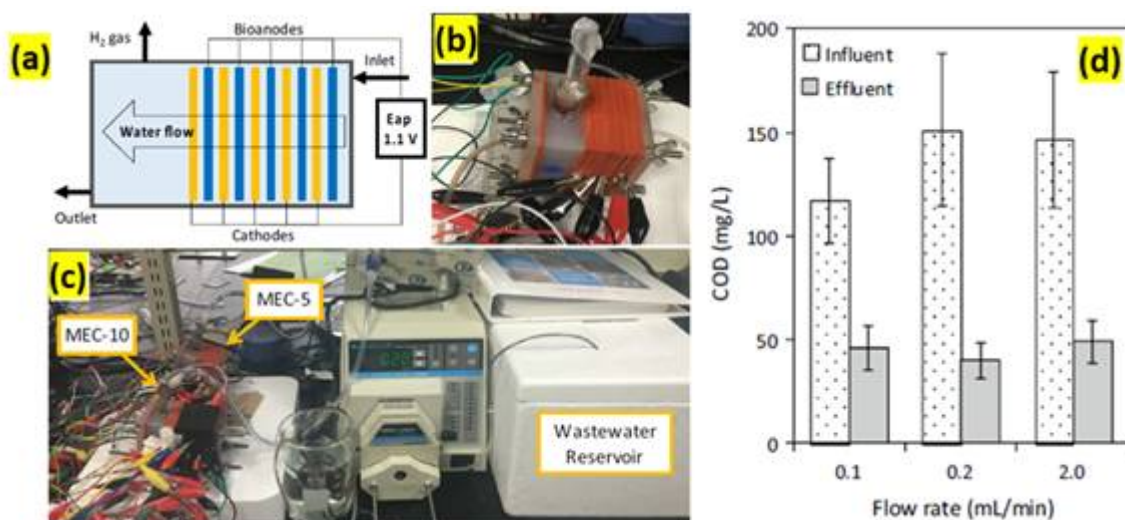 (a)
H₂ gas
Bioanodes
Inlet
Eap
1.1 V
Water flow
Outlet
Cathodes
(b)
(c)
MEC-5
MEC-10
Wastewater
Reservoir
(d)
Influent
Effluent
COD (mg/L)
200
150
100
50
0
0.1
0.2
2.0
Flow rate (mL/min)